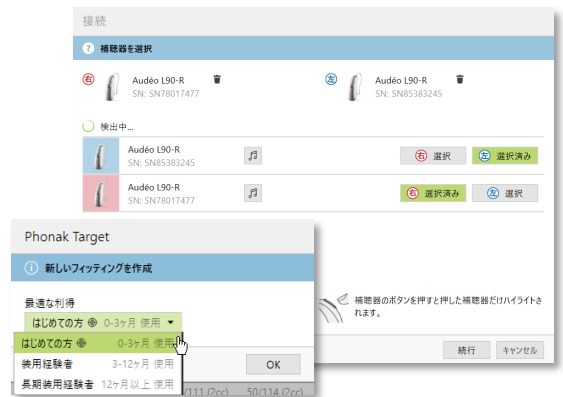 接続
? 補聴器を選択
右 Audéo L90-R
SN: SN78017477
左 Audéo L90-R
SN: SN85383245
検出中...
Audéo L90-R
SN: SN85383245
右 選択 左 選択済み
Audéo L90-R
SN: SN78017477
右 選択済み 左 選択
補聴器のボタンを押すと押した補聴器だけハイライトさ
れます。
続行 キャンセル
Phonak Target
i 新しいフィッティングを作成
最適な利得
はじめての方 0-3ヶ月 使用
はじめての方 0-3ヶ月 使用
装用経験者 3-12ヶ月 使用
長期装用経験者 12ヶ月以上 使用
OK
/111 (2cc) 50/114 (2cc)